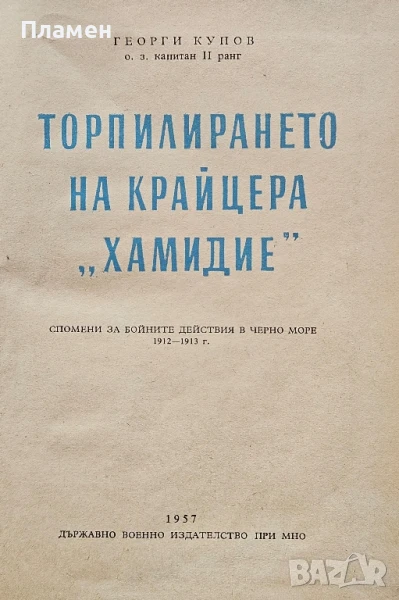 Пламен
ГЕОРГИ КУПОВ
о. з. капитан II ранг
ТОРПИЛИРАНЕТО
НА КРАЙЦЕРА
„ХАМИДИЕ”
СПОМЕНИ ЗА БОЙНИТЕ ДЕЙСТВИЯ В ЧЕРНО МОРЕ
1912—1913 г.
1957
ДЪРЖАВНО ВОЕННО ИЗДАТЕЛСТВО ПРИ МНО
BAZAR